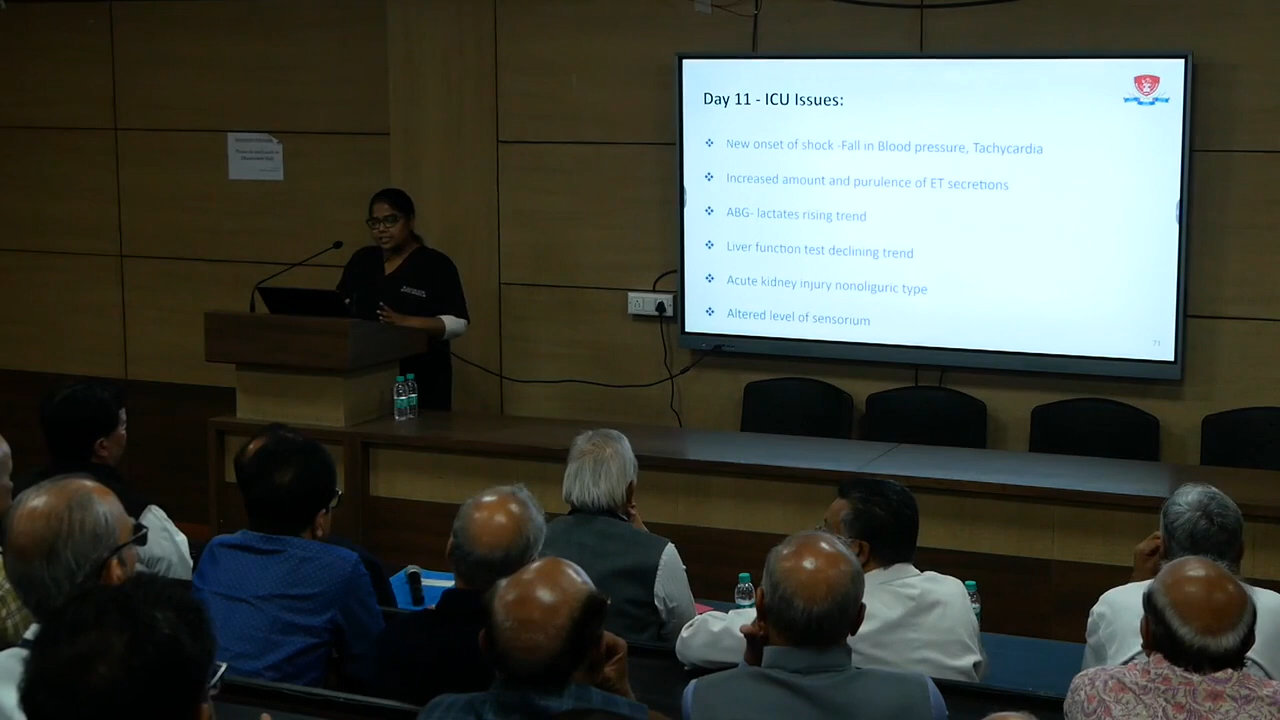 Day 11 - ICU Issues:
New onset of shock -Fall in Blood pressure, Tachycardia
Increased amount and purulence of ET secretions
ABG- lactates rising trend
Liver function test declining trend
Acute kidney injury nonoliguric type
Altered level of sensorium
71